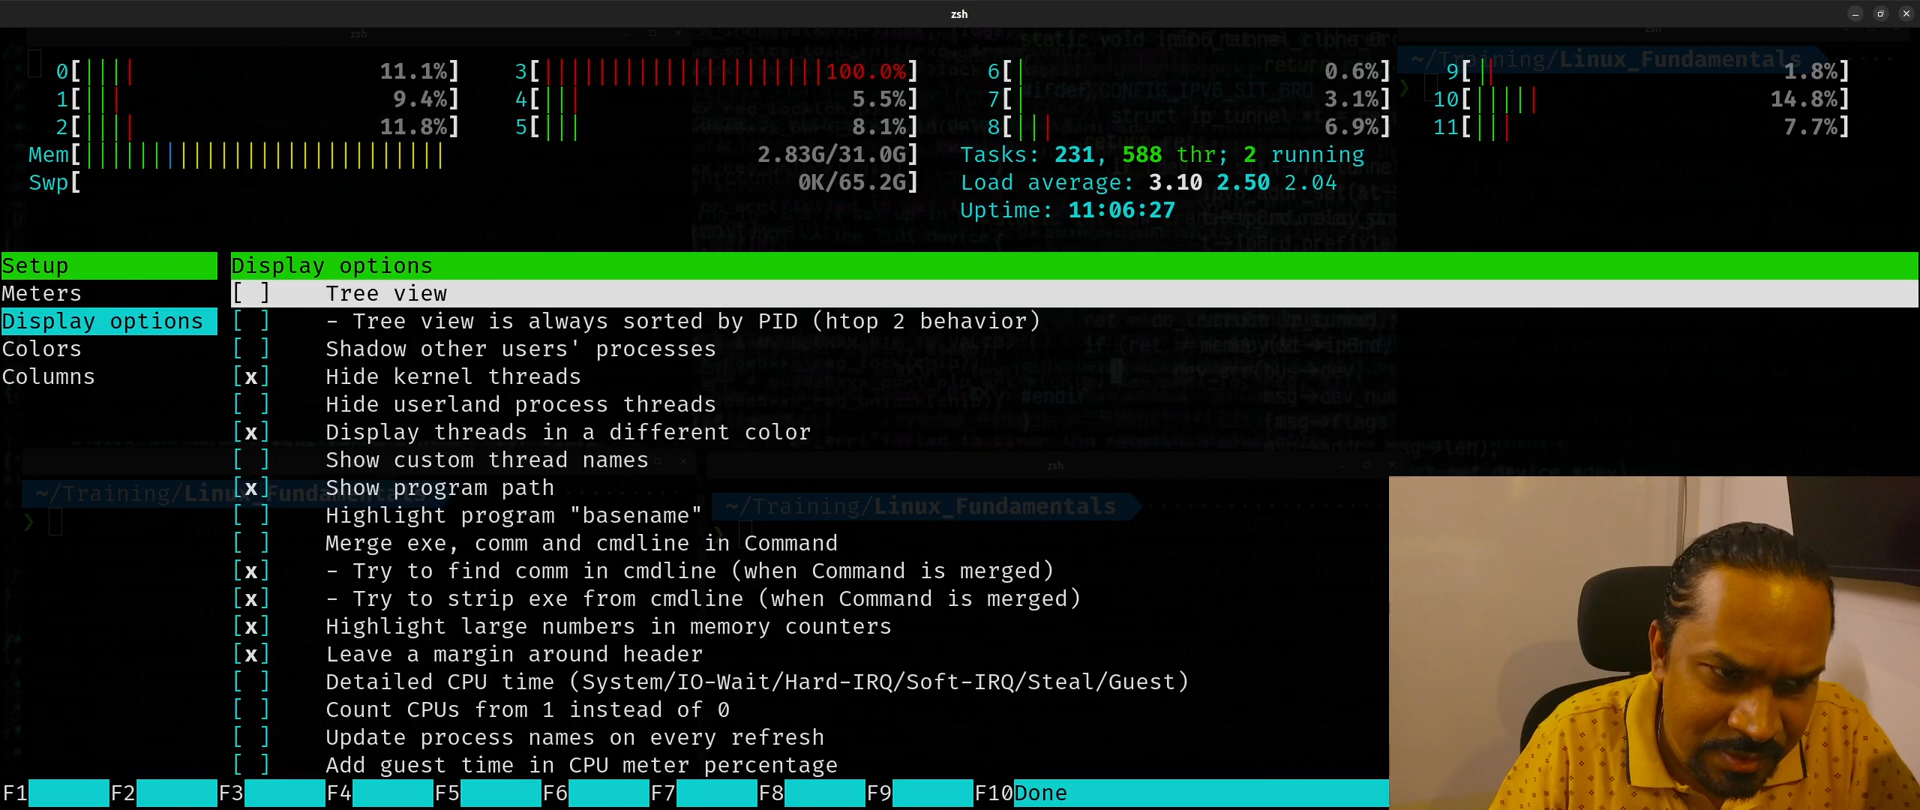 zsh
0[|||| 11.1%] 3[|||||||||||||||||||||100.0%] 6[| 0.6%] 9[|| 1.8%]
1[||| 9.4%] 4[||| 5.5%] 7[| 3.1%] 10[||||| 14.8%]
2[|||| 11.8%] 5[||| 8.1%] 8[||| 6.9%] 11[||| 7.7%]
Mem[||||||||||||||||||||||||||| 2.83G/31.0G] Tasks: 231, 588 thr; 2 running
Swp[ 0K/65.2G] Load average: 3.10 2.50 2.04
Uptime: 11:06:27
~/Training/Linux_Fundamentals
Setup Display options
Meters [ ] Tree view
Display options [ ] - Tree view is always sorted by PID (htop 2 behavior)
Colors [ ] Shadow other users' processes
Columns [x] Hide kernel threads
[ ] Hide userland process threads
[x] Display threads in a different color
[ ] Show custom thread names
[x] Show program path
[ ] Highlight program "basename"
[ ] Merge exe, comm and cmdline in Command
[x] - Try to find comm in cmdline (when Command is merged)
[x] - Try to strip exe from cmdline (when Command is merged)
[x] Highlight large numbers in memory counters
[x] Leave a margin around header
[ ] Detailed CPU time (System/IO-Wait/Hard-IRQ/Soft-IRQ/Steal/Guest)
[ ] Count CPUs from 1 instead of 0
[ ] Update process names on every refresh
[ ] Add guest time in CPU meter percentage
~/Training/Linux_Fundamentals
~/Training/Linux_Fundamentals
zsh
F1 F2 F3 F4 F5 F6 F7 F8 F9 F10Done